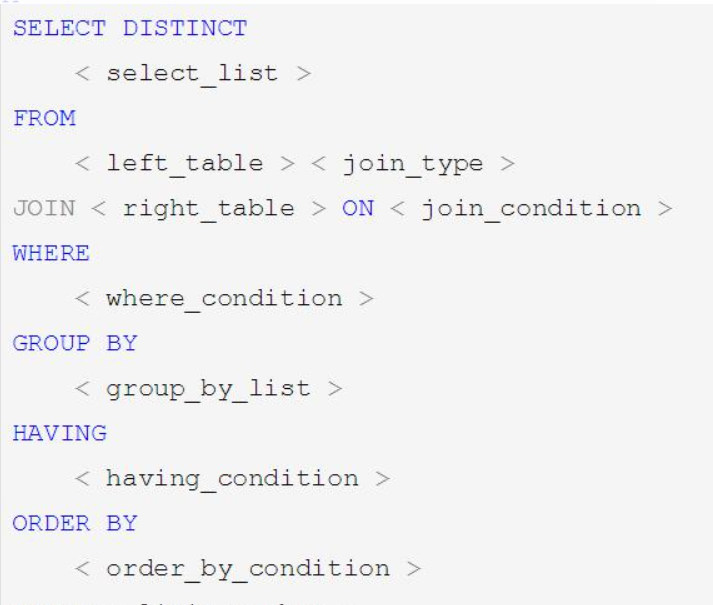 SELECT DISTINCT
< select_list >
FROM
< left_table > < join_type >
JOIN < right_table > ON < join_condition >
WHERE
< where_condition >
GROUP BY
< group_by_list >
HAVING
< having_condition >
ORDER BY
< order_by_condition >